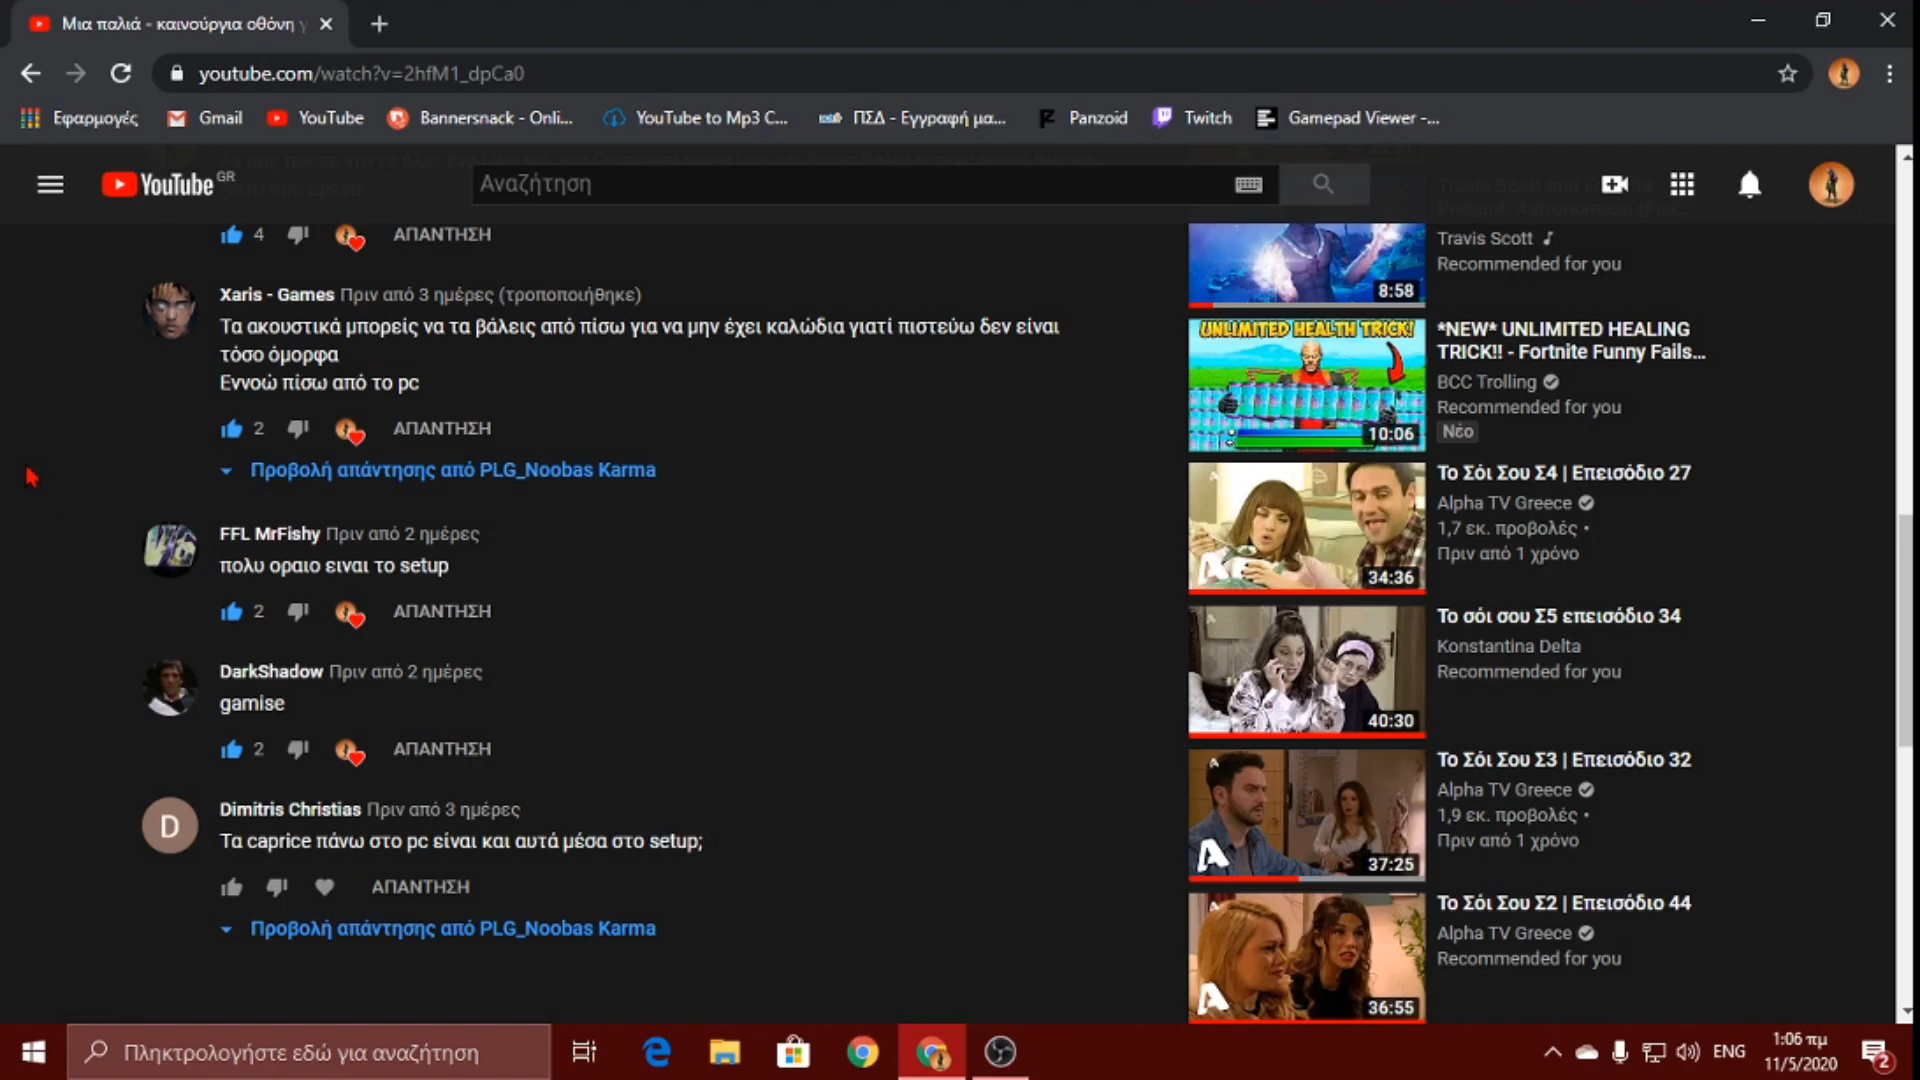 Μια παλιά - καινούργια οθόνη γ
youtube.com/watch?v=2hfM1_dpCa0
Εφαρμογές
Gmail
YouTube
Bannersnack - Onli...
YouTube to Mp3 C...
ΠΣΔ - Εγγραφή μα...
Panzoid
Twitch
Gamepad Viewer -...
YouTube GR
Αναζήτηση
4 ΑΠΑΝΤΗΣΗ
Xaris - Games Πριν από 3 ημέρες (τροποποιήθηκε)
Τα ακουστικά μπορείς να τα βάλεις από πίσω για να μην έχει καλώδια γιατί πιστεύω δεν είναι
τόσο όμορφα
Εννοώ πίσω από το pc
2 ΑΠΑΝΤΗΣΗ
Προβολή απάντησης από PLG_Noobas Karma
FFL MrFishy Πριν από 2 ημέρες
πολυ οραιο ειναι το setup
2 ΑΠΑΝΤΗΣΗ
DarkShadow Πριν από 2 ημέρες
gamise
2 ΑΠΑΝΤΗΣΗ
D
Dimitris Christias Πριν από 3 ημέρες
Τα caprice πάνω στο pc είναι και αυτά μέσα στο setup;
ΑΠΑΝΤΗΣΗ
Προβολή απάντησης από PLG_Noobas Karma
Travis Scott
Recommended for you
8:58
UNLIMITED HEALTH TRICK!
10:06
*NEW* UNLIMITED HEALING
TRICK!! - Fortnite Funny Fails...
BCC Trolling
Recommended for you
Νέο
34:36
Το Σόι Σου Σ4 | Επεισόδιο 27
Alpha TV Greece
1,7 εκ. προβολές •
Πριν από 1 χρόνο
40:30
Το σόι σου Σ5 επεισόδιο 34
Konstantina Delta
Recommended for you
37:25
Το Σόι Σου Σ3 | Επεισόδιο 32
Alpha TV Greece
1,9 εκ. προβολές •
Πριν από 1 χρόνο
36:55
Το Σόι Σου Σ2 | Επεισόδιο 44
Alpha TV Greece
Recommended for you
Πληκτρολογήστε εδώ για αναζήτηση
ENG
1:06 πμ
11/5/2020
2